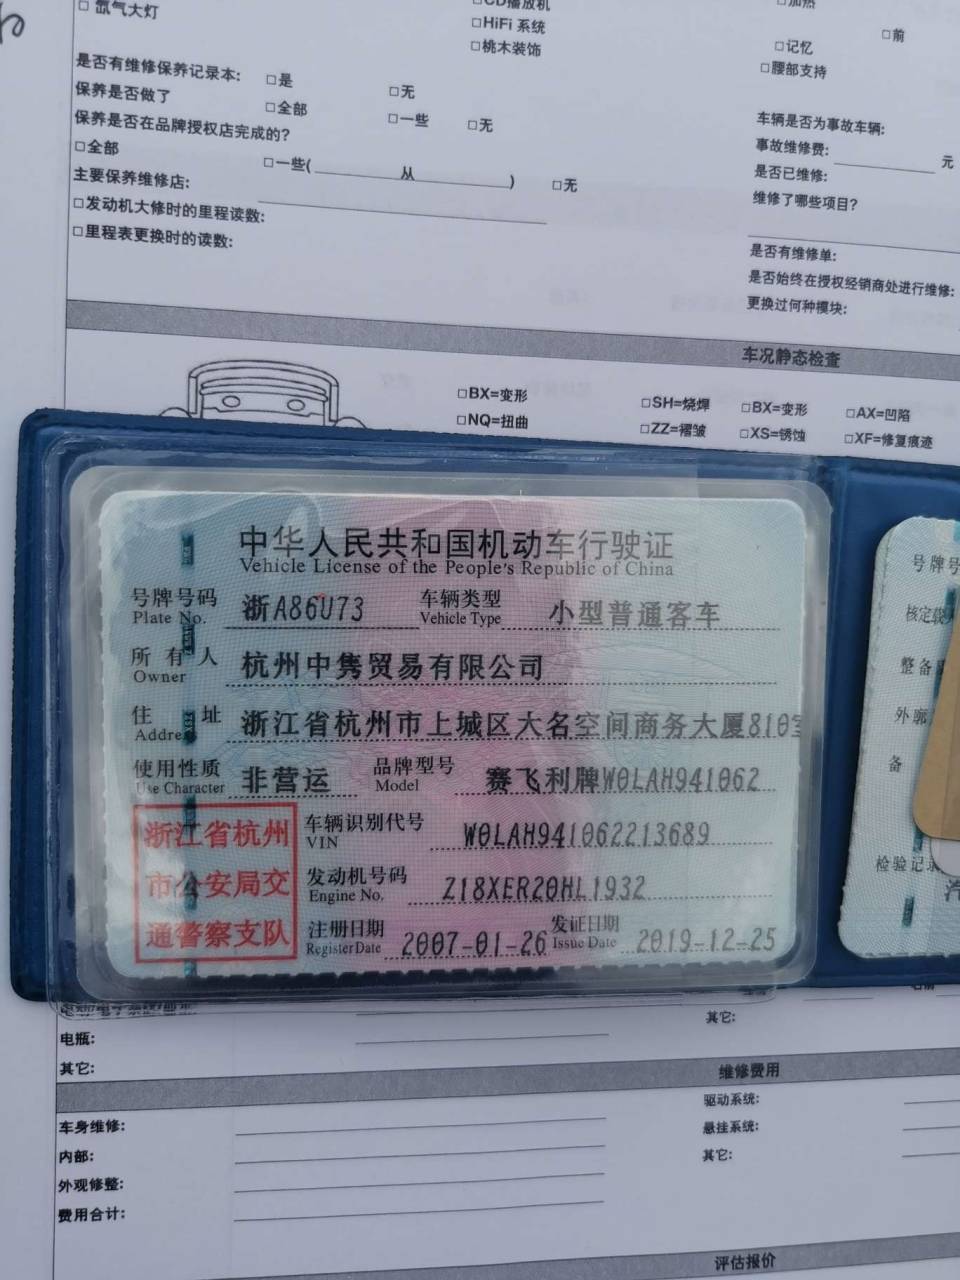 □ 氙气大灯
□CD播放机
□加热
□HiFi 系统
□前
□桃木装饰
□记忆
□腰部支持
是否有维修保养记录本: □是 □无
保养是否做了 □全部 □一些 □无
保养是否在品牌授权店完成的?
□全部 □一些( 从 ) □无
主要保养维修店:
□发动机大修时的里程读数:
□里程表更换时的读数:
车辆是否为事故车辆:
事故维修费: 元
是否已维修:
维修了哪些项目?
是否有维修单:
是否始终在授权经销商处进行维修:
更换过何种模块:
车况静态检查
□BX=变形 □SH=烧焊 □BX=变形 □AX=凹陷
□NQ=扭曲 □ZZ=褶皱 □XS=锈蚀 □XF=修复痕迹
中华人民共和国机动车行驶证
Vehicle License of the People's Republic of China
号牌号码 浙A86U73 车辆类型 小型普通客车
Plate No. Vehicle Type
所有人 杭州中隽贸易有限公司
Owner
住址 浙江省杭州市上城区大名空间商务大厦810室
Address
使用性质 非营运 品牌型号 赛飞利牌W0LAH941062
Use Character Model
浙江省杭州
市公安局交
通警察支队
车辆识别代号 W0LAH941062213689
VIN
发动机号码 Z18XER20HL1932
Engine No.
注册日期 2007-01-26 发证日期 2019-12-25
Register Date Issue Date
号牌号
核定载
整备
外廓
备
检验记录
电瓶:
其它:
其它:
维修费用
车身维修:
内部:
外观修整:
费用合计:
驱动系统:
悬挂系统:
其它:
评估报价